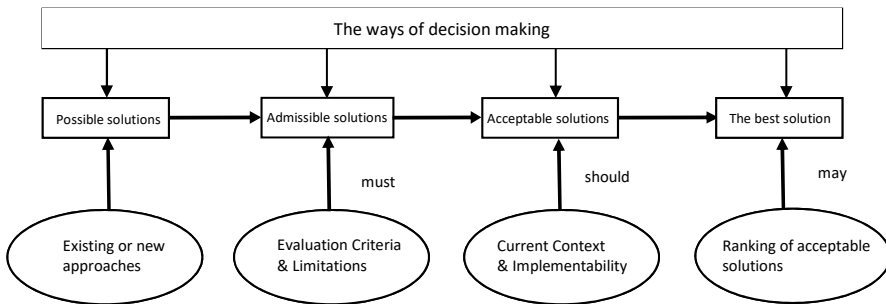 The ways of decision making
Possible solutions
Admissible solutions
Acceptable solutions
The best solution
must
should
may
Existing or new
approaches
Evaluation Criteria
& Limitations
Current Context
& Implementability
Ranking of acceptable
solutions